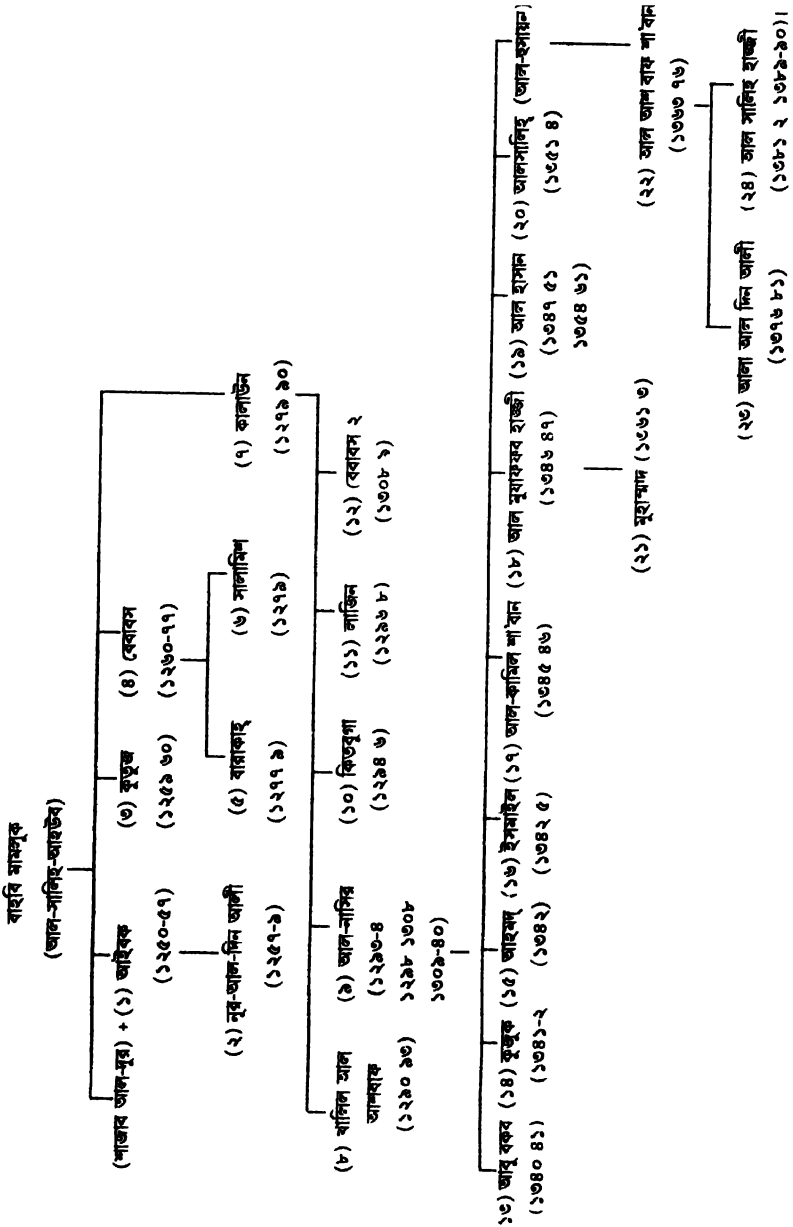 বাহরি মামলুক
(আল-সালিহ-আইউব)
(শাজার আল-দূর) + (১) আইবক (৩) কুতুজ (৪) বেবারস (৭) কালাউন
(১২৫০-৫৭) (১২৫৯ ৬০) (১২৬০-৭৭) (১২৭৯ ৯০)
(২) নূর-আল-দিন আলী (৫) বারাকাহ্ (৬) সালামিশ
(১২৫৭-৯) (১২৭৭ ৯) (১২৭৯)
(৮) খালিল আল (৯) আল-নাসির (১০) কিতবুগা (১১) লাজিন (১২) বেবারস ২
আশরাফ (১২৯৩-৪ (১২৯৪ ৬) (১২৯৬ ৮) (১৩০৮ ৯)
(১২৯০ ৯৩) ১২৯৮ ১৩০৮
১৩০৯-৪০)
১৩) আবু বকর (১৪) কুজুক (১৫) আহমদ্ (১৬) ইসমাইল (১৭) আল-কামিল শা'বান (১৮) আল মুযাফফর হাজ্জী (১৯) আল হাসান (২০) আলসালিহ্ (আল-হুসায়ন)
(১৩৪০ ৪১) (১৩৪১-২ (১৩৪২) (১৩৪২ ৫) (১৩৪৫ ৪৬) (১৩৪৬ ৪৭) (১৩৪৭ ৫১ (১৩৫১ ৪)
১৩৫৪ ৬১)
(২১) মুহাম্মাদ (১৩৬১ ৩) (২২) আল আশ রাফ শা'বান
(১৩৬৩ ৭৬)
(২৩) আলা আল দিন আলী (২৪) আল সালিহ হাজ্জী
(১৩৭৬ ৮১) (১৩৮১ ২ ১৩৮৯-৯০)।